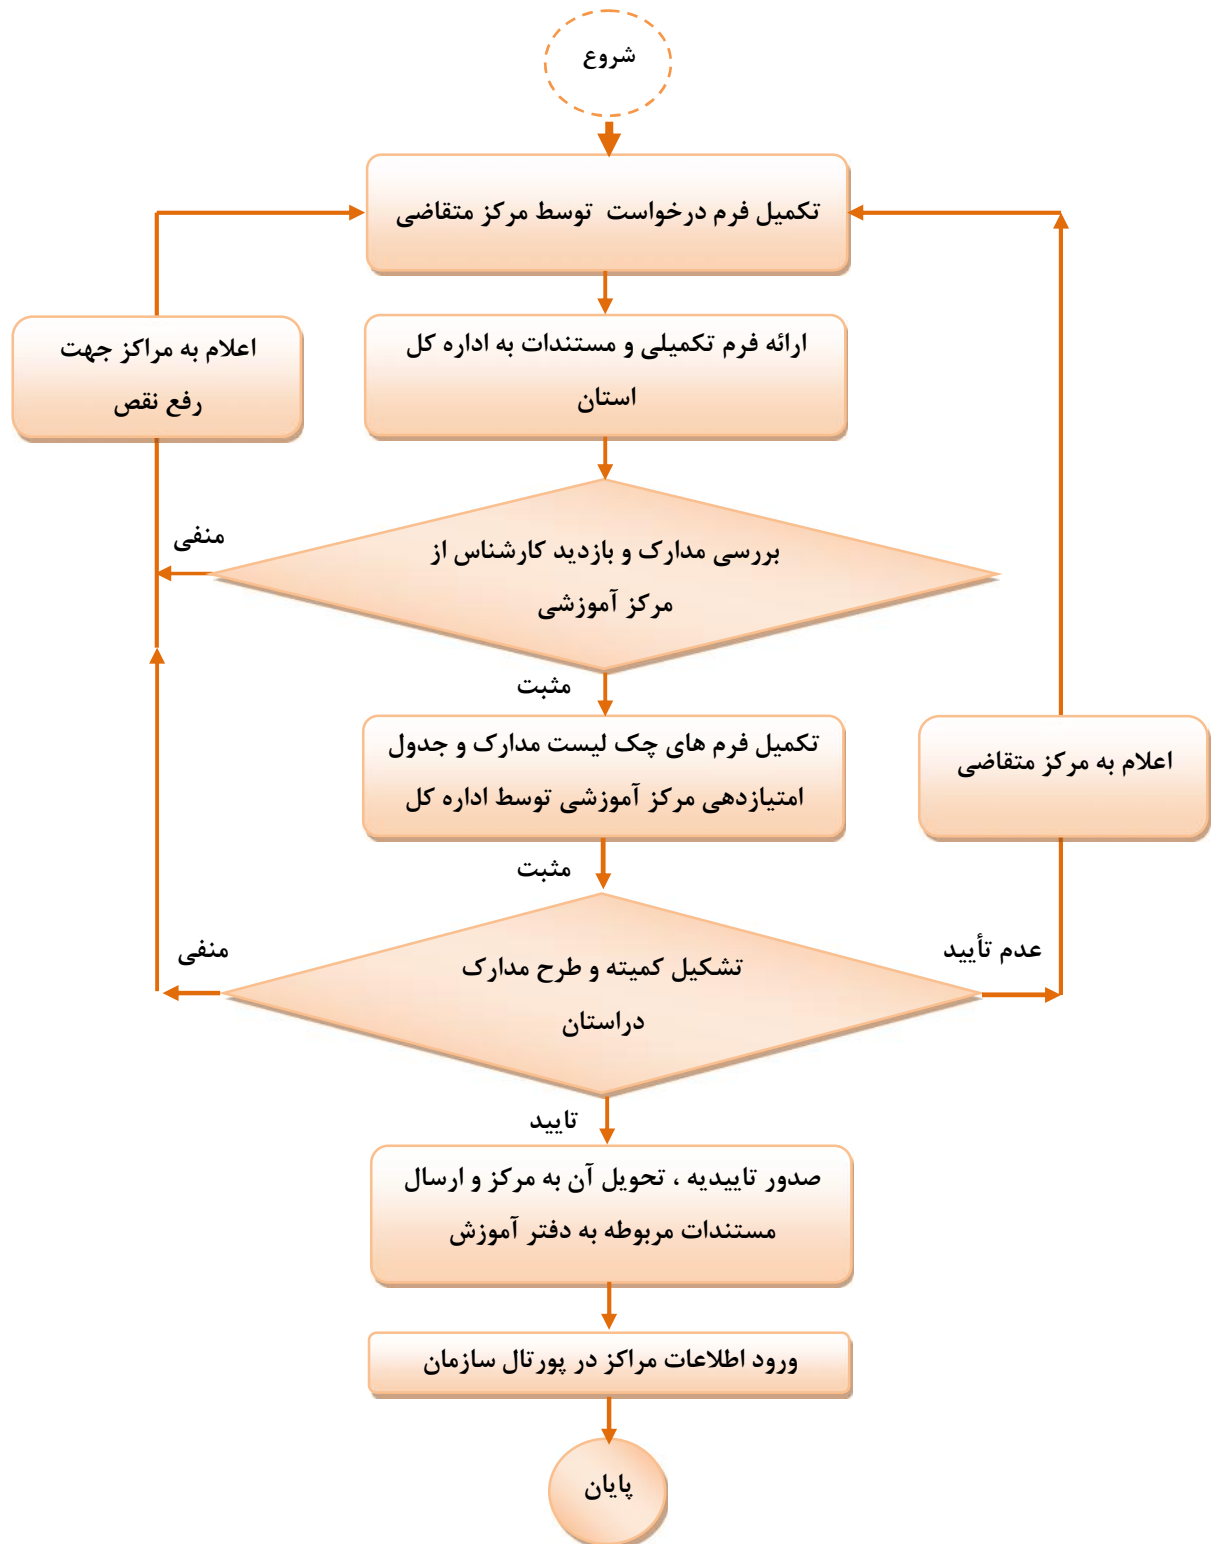 شروع
تکمیل فرم درخواست توسط مرکز متقاضی
ارائه فرم تکمیلی و مستندات به اداره کل
استان
اعلام به مراکز جهت
رفع نقص
بررسی مدارک و بازدید کارشناس از
مرکز آموزشی
منفی
مثبت
تکمیل فرم های چک لیست مدارک و جدول
امتیازدهی مرکز آموزشی توسط اداره کل
اعلام به مرکز متقاضی
مثبت
تشکیل کمیته و طرح مدارک
دراستان
عدم تأیید
منفی
تایید
صدور تاییدیه ، تحویل آن به مرکز و ارسال
مستندات مربوطه به دفتر آموزش
ورود اطلاعات مراکز در پورتال سازمان
پایان